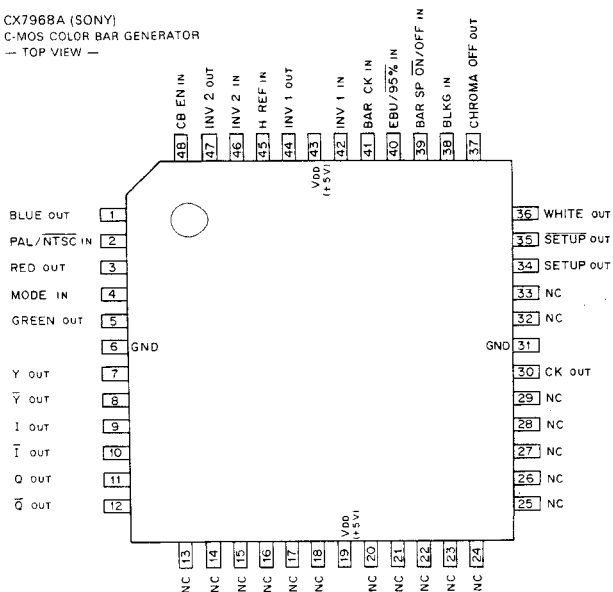 CX7968A (SONY)
C-MOS COLOR BAR GENERATOR
— TOP VIEW —
48 CB EN IN
47 INV 2 OUT
46 INV 2 IN
45 H REF IN
44 INV 1 OUT
43 VDD (+5V)
42 INV 1 IN
41 BAR CK IN
40 EBU/9̅5̅%̅ IN
39 BAR SP O̅N̅/OFF IN
38 BLKG IN
37 CHROMA OFF OUT
BLUE OUT 1
PAL/N̅T̅S̅C̅ IN 2
RED OUT 3
MODE IN 4
GREEN OUT 5
6 GND
Y OUT 7
Y̅ OUT 8
I OUT 9
I̅ OUT 10
Q OUT 11
Q̅ OUT 12
36 WHITE OUT
35 S̅E̅T̅U̅P̅ OUT
34 SETUP OUT
33 NC
32 NC
GND 31
30 CK OUT
29 NC
28 NC
27 NC
26 NC
25 NC
NC 13
NC 14
NC 15
NC 16
NC 17
NC 18
19 VDD (+5V)
NC 20
NC 21
NC 22
NC 23
NC 24